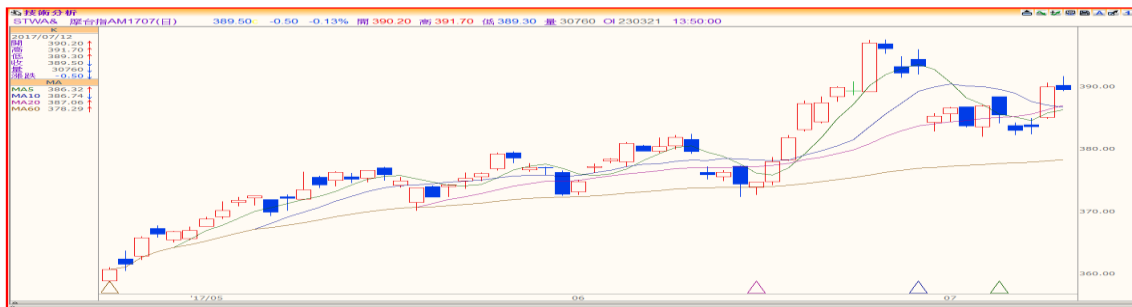 技術分析
STWA& 摩台指AM1707(日) 389.50 -0.50 -0.13% 開 390.20 高 391.70 低 389.30 量 30760 OI 230321 13:50:00
K
2017/07/12
開 390.20↑
高 391.70↑
低 389.30↑
收 389.50↓
量 30760↓
漲跌 -0.50↓
MA
MA5 386.32↑
MA10 386.74↓
MA20 387.06↑
MA60 378.29↑
390.00
380.00
370.00
360.00
'17/05 06 07